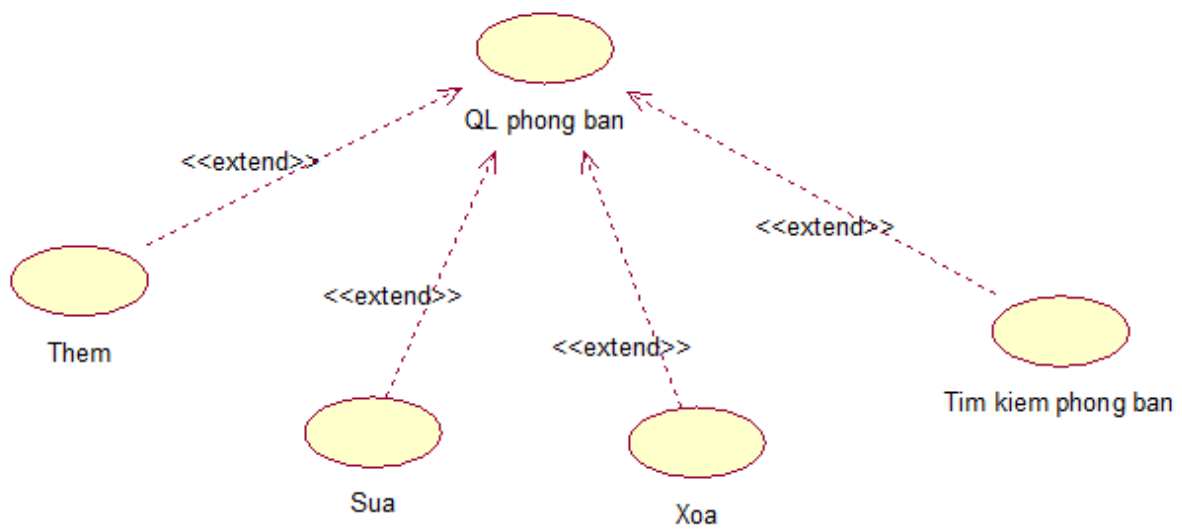 QL phong ban
<<extend>>
<<extend>>
<<extend>>
<<extend>>
Them
Tim kiem phong ban
Sua
Xoa